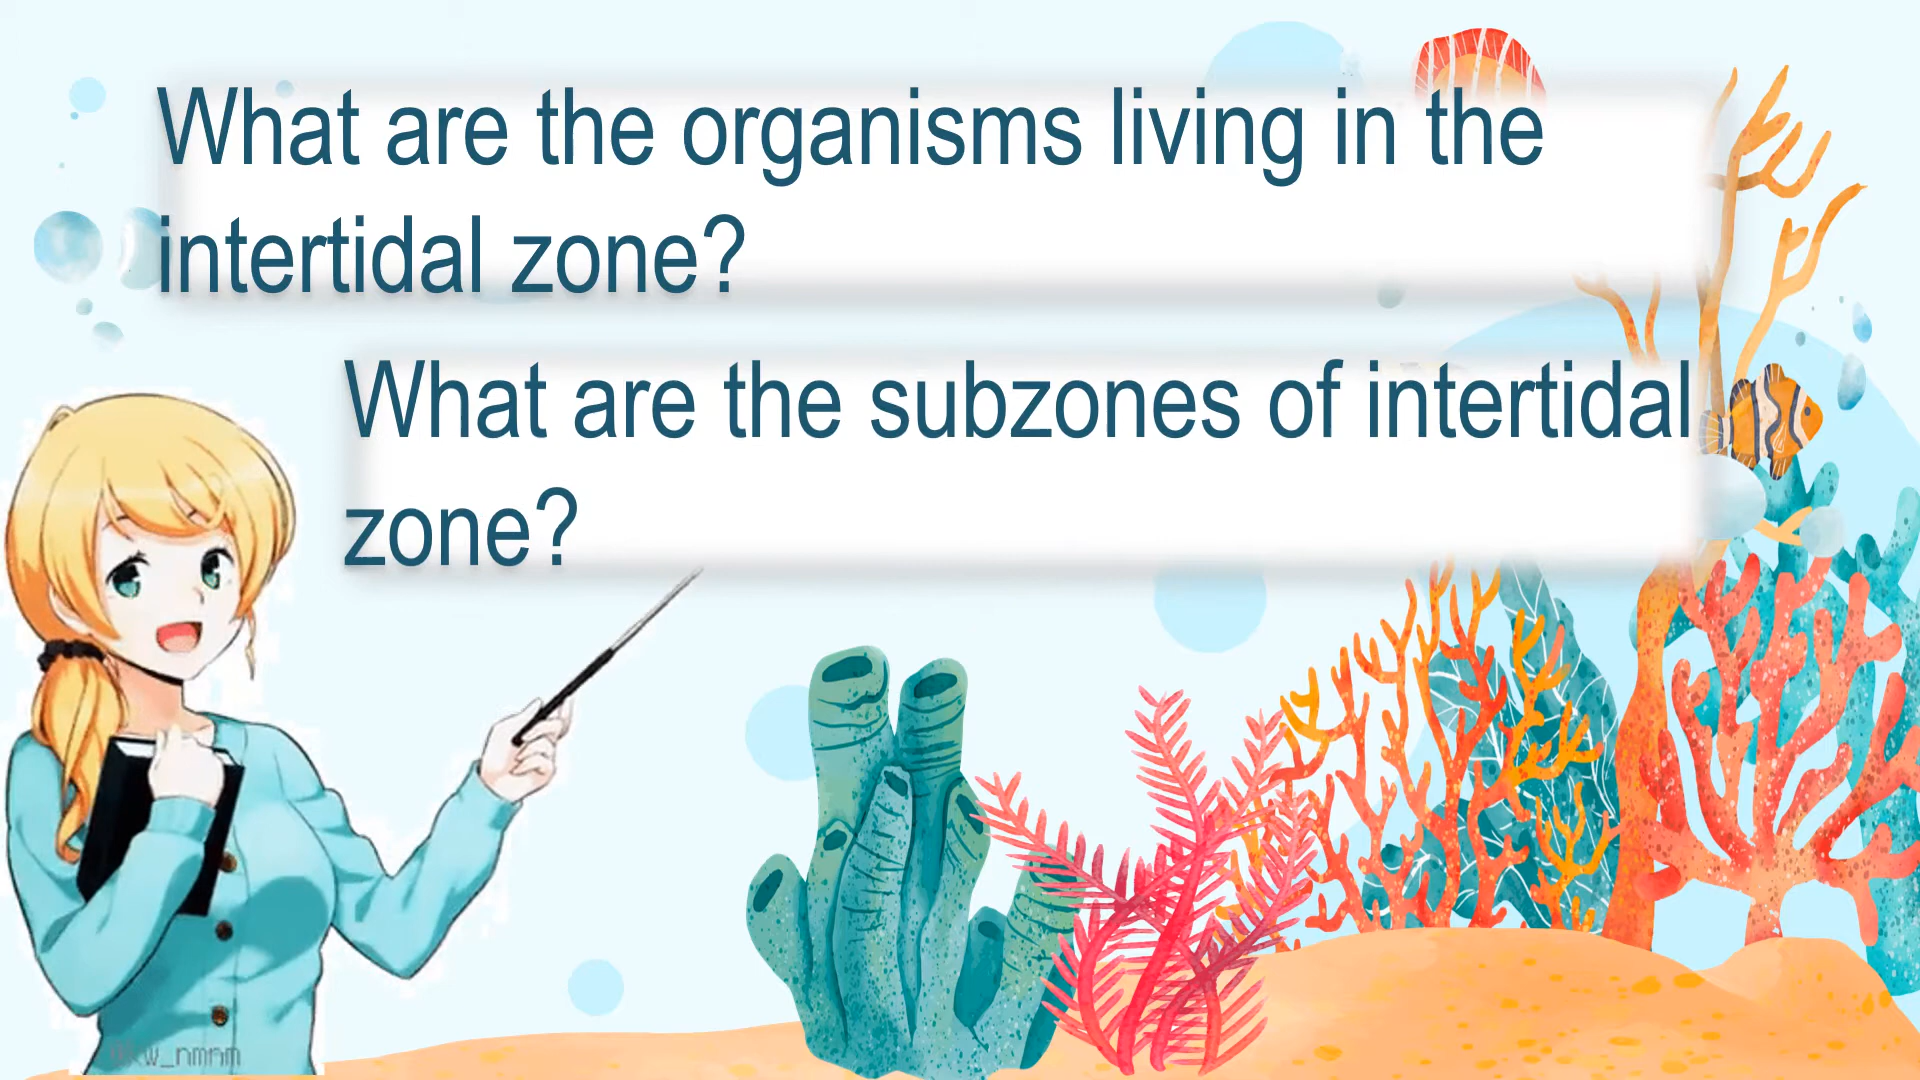 What are the organisms living in the
intertidal zone?
What are the subzones of intertidal
zone?